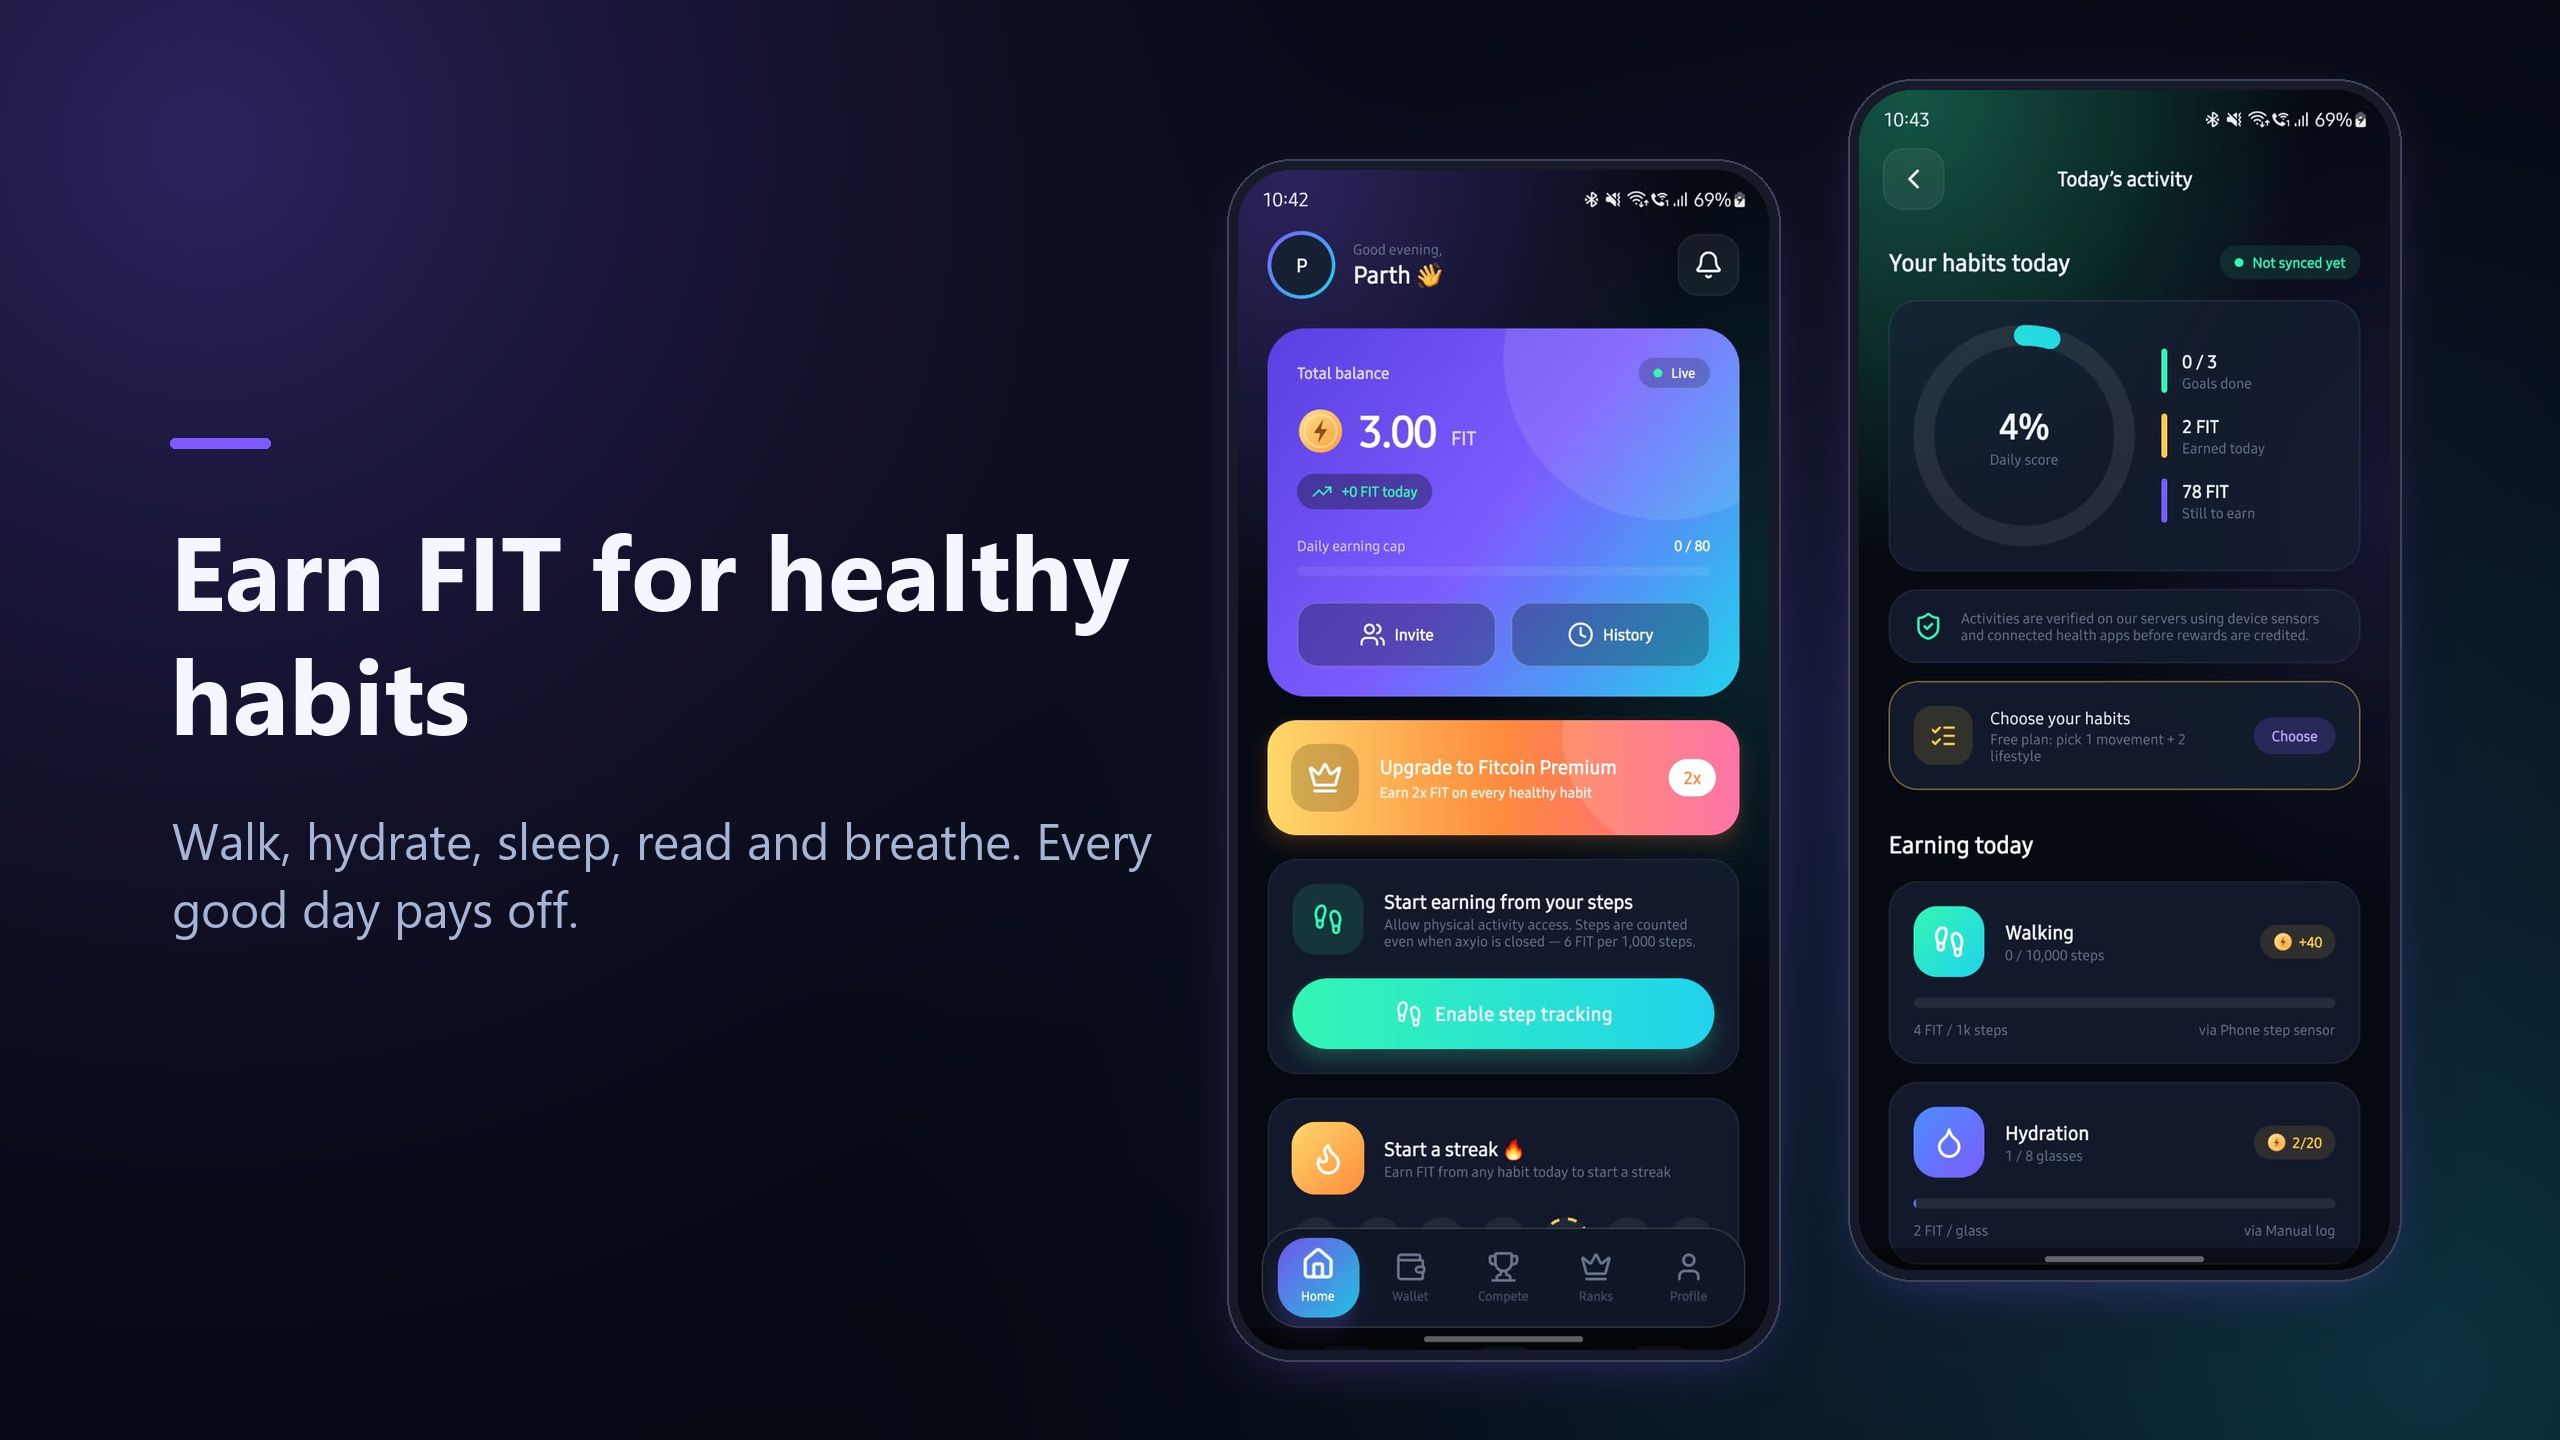 Earn FIT for healthy
habits
Walk, hydrate, sleep, read and breathe. Every
good day pays off.
10:42
69%
P
Good evening,
Parth 👋
Total balance
Live
3.00 FIT
+0 FIT today
Daily earning cap
0 / 80
Invite
History
Upgrade to Fitcoin Premium
Earn 2x FIT on every healthy habit
2x
Start earning from your steps
Allow physical activity access. Steps are counted
even when axyio is closed — 6 FIT per 1,000 steps.
Enable step tracking
Start a streak 🔥
Earn FIT from any habit today to start a streak
Home
Wallet
Compete
Ranks
Profile
10:43
69%
Today's activity
Your habits today
Not synced yet
4%
Daily score
0 / 3
Goals done
2 FIT
Earned today
78 FIT
Still to earn
Activities are verified on our servers using device sensors
and connected health apps before rewards are credited.
Choose your habits
Free plan: pick 1 movement + 2
lifestyle
Choose
Earning today
Walking
0 / 10,000 steps
+40
4 FIT / 1k steps
via Phone step sensor
Hydration
1 / 8 glasses
2/20
2 FIT / glass
via Manual log